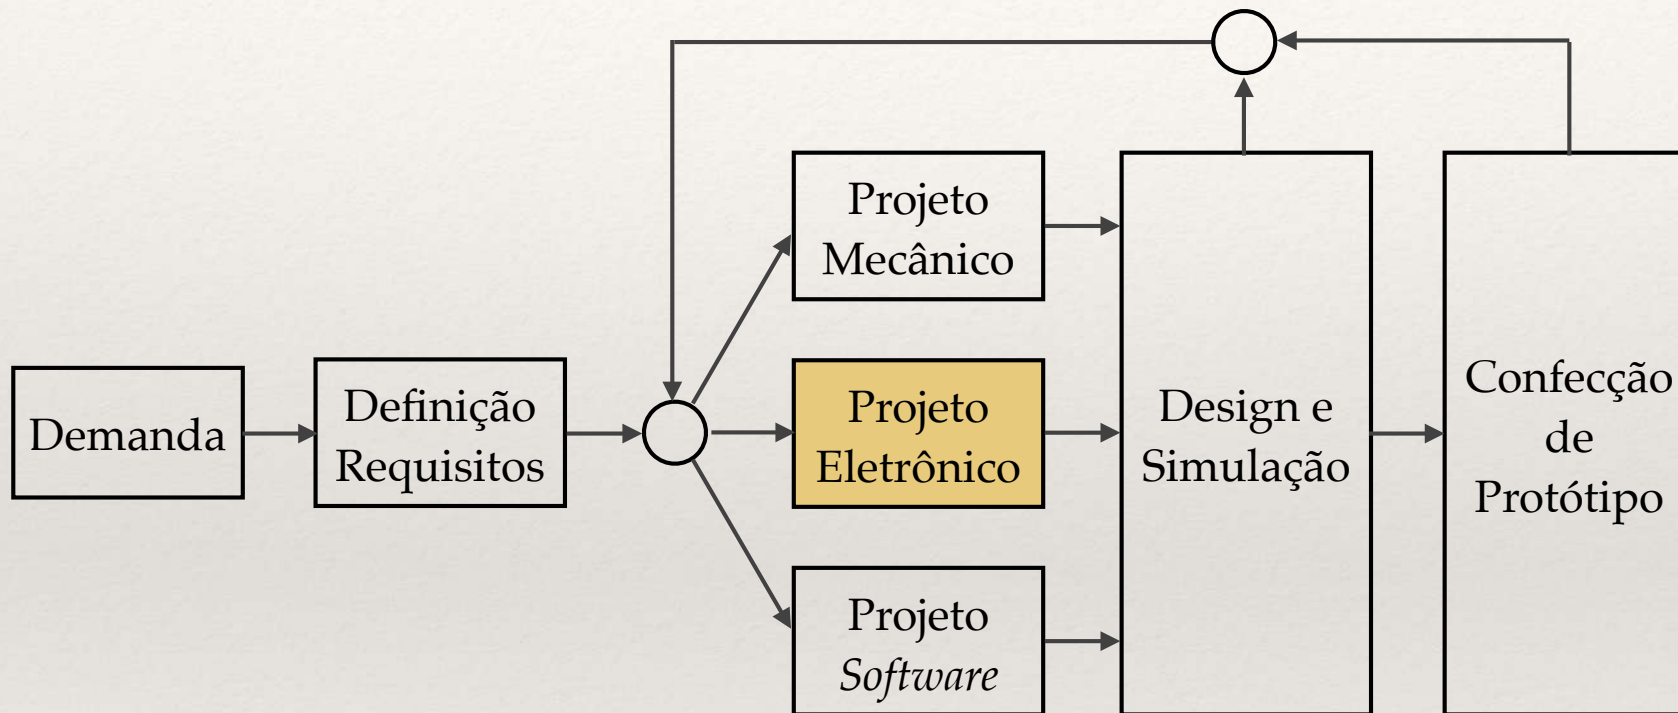 Demanda
Definição
Requisitos
Projeto
Mecânico
Projeto
Eletrônico
Projeto
Software
Design e
Simulação
Confecção
de
Protótipo